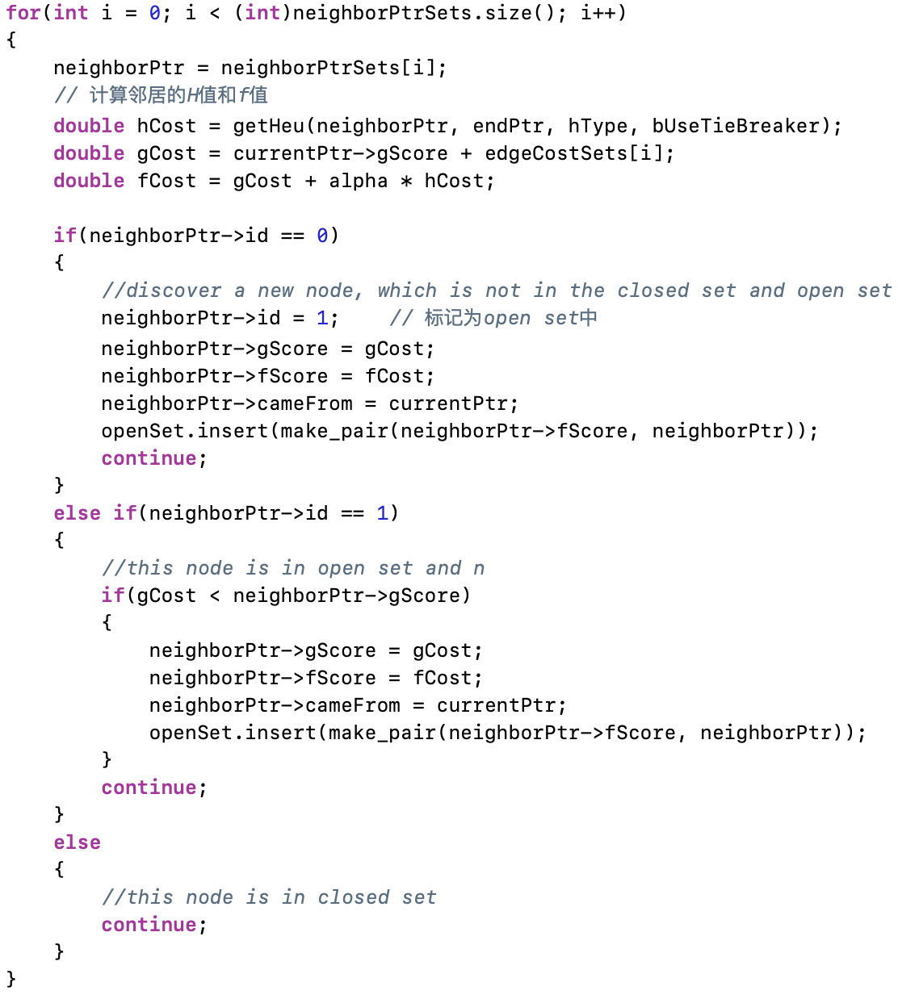 for(int i = 0; i < (int)neighborPtrSets.size(); i++)
{
    neighborPtr = neighborPtrSets[i];
    // 计算邻居的H值和f值
    double hCost = getHeu(neighborPtr, endPtr, hType, bUseTieBreaker);
    double gCost = currentPtr->gScore + edgeCostSets[i];
    double fCost = gCost + alpha * hCost;

    if(neighborPtr->id == 0)
    {
        //discover a new node, which is not in the closed set and open set
        neighborPtr->id = 1;    // 标记为open set中
        neighborPtr->gScore = gCost;
        neighborPtr->fScore = fCost;
        neighborPtr->cameFrom = currentPtr;
        openSet.insert(make_pair(neighborPtr->fScore, neighborPtr));
        continue;
    }
    else if(neighborPtr->id == 1)
    {
        //this node is in open set and n
        if(gCost < neighborPtr->gScore)
        {
            neighborPtr->gScore = gCost;
            neighborPtr->fScore = fCost;
            neighborPtr->cameFrom = currentPtr;
            openSet.insert(make_pair(neighborPtr->fScore, neighborPtr));
        }
        continue;
    }
    else
    {
        //this node is in closed set
        continue;
    }
}